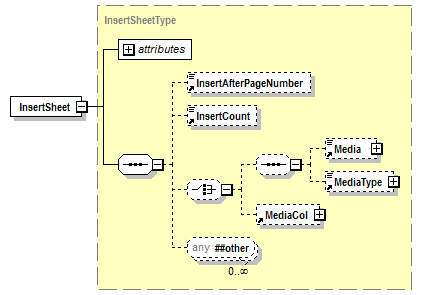 InsertSheetType
attributes
InsertSheet
InsertAfterPageNumber
InsertCount
Media
MediaType
MediaCol
any ##other
0..∞